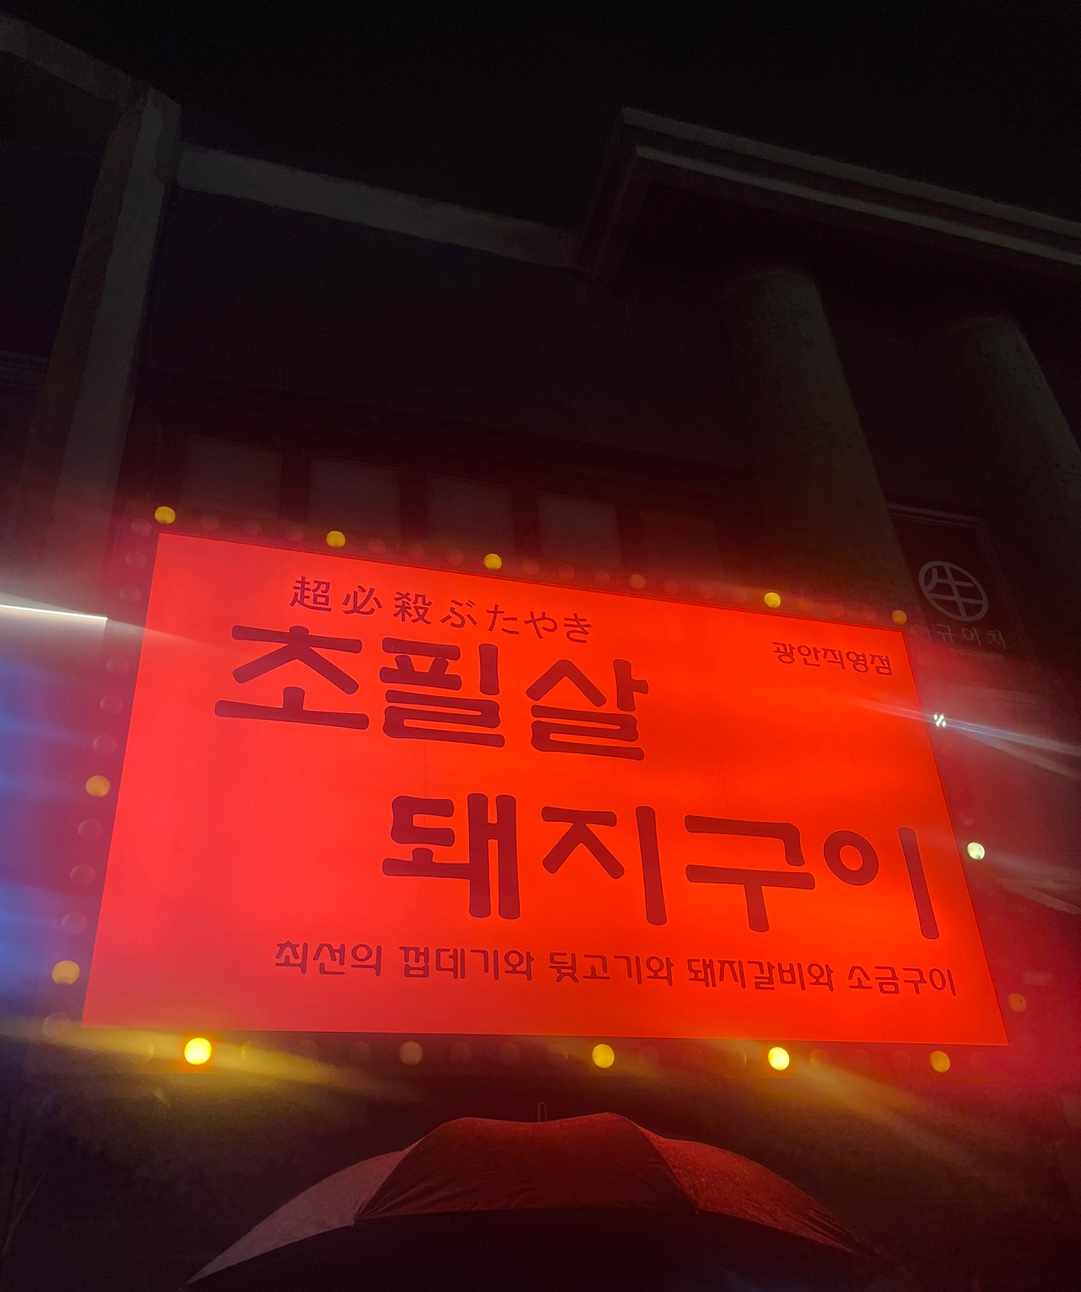 超必殺ぶたやき
초필살
광안직영점
돼지구이
최선의 껍데기와 뒷고기와 돼지갈비와 소금구이
牛
규이치